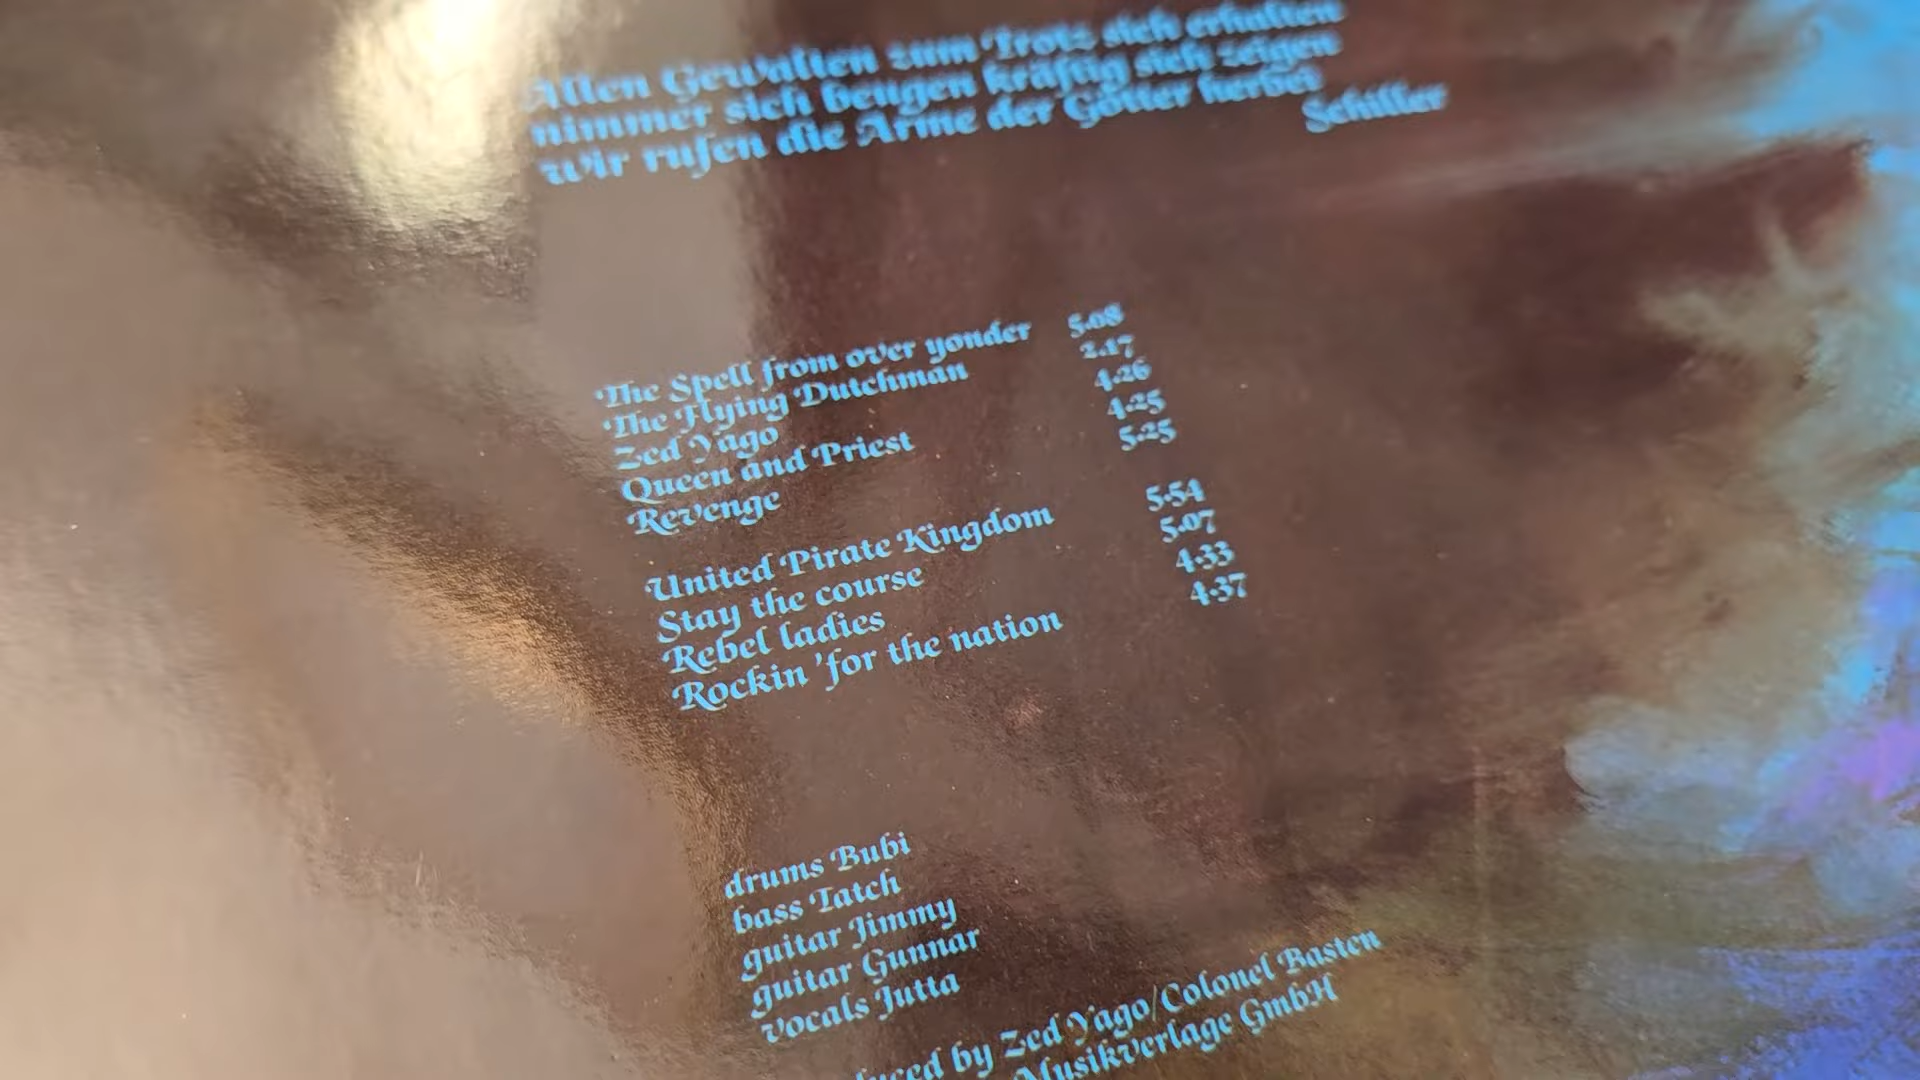 Allen Gewalten zum Trotz sich erhalten
nimmer sich beugen kräftig sich zeigen
wir rufen die Arme der Götter herbei
Schiller
The Spell from over yonder 5.08
The Flying Dutchman 2.17
Zed Yago 4.26
Queen and Priest 4.25
Revenge 5.25
United Pirate Kingdom 5.54
Stay the course 5.07
Rebel ladies 4.33
Rockin 'for the nation 4.37
drums Bubi
bass Tatch
guitar Jimmy
guitar Gunnar
vocals Jutta
by Zed Yago/Colonel Basten
Musikverlage GmbH